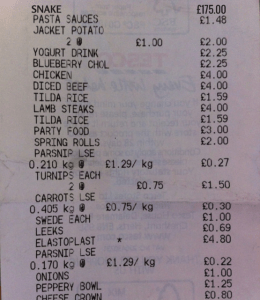 SNAKE £175.00
PASTA SAUCES £1.48
JACKET POTATO
2 @ £1.00 £2.00
YOGURT DRINK £2.25
BLUEBERRY CHOL £2.25
CHICKEN £4.00
DICED BEEF £4.00
TILDA RICE £1.59
LAMB STEAKS £4.00
TILDA RICE £1.59
PARTY FOOD £3.00
SPRING ROLLS £2.00
PARSNIP LSE
0.210 kg @ £1.29/ kg £0.27
TURNIPS EACH
2 @ £0.75 £1.50
CARROTS LSE
0.405 kg @ £0.75/ kg £0.30
SWEDE EACH £1.00
LEEKS £0.69
ELASTOPLAST * £4.80
PARSNIP LSE
0.170 kg @ £1.29/ kg £0.22
ONIONS £1.00
PEPPERY BOWL £1.25
CHEESE CROWN £0.80